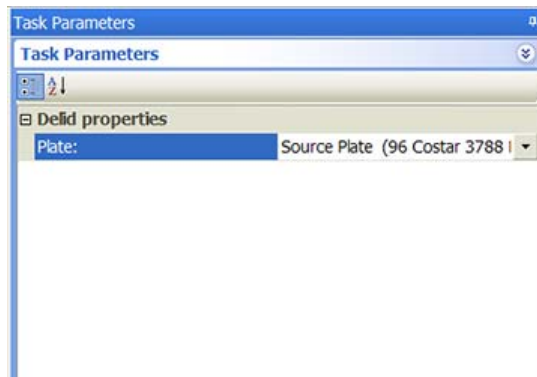 Task Parameters
Task Parameters
A Z
Delid properties
Plate: Source Plate (96 Costar 3788